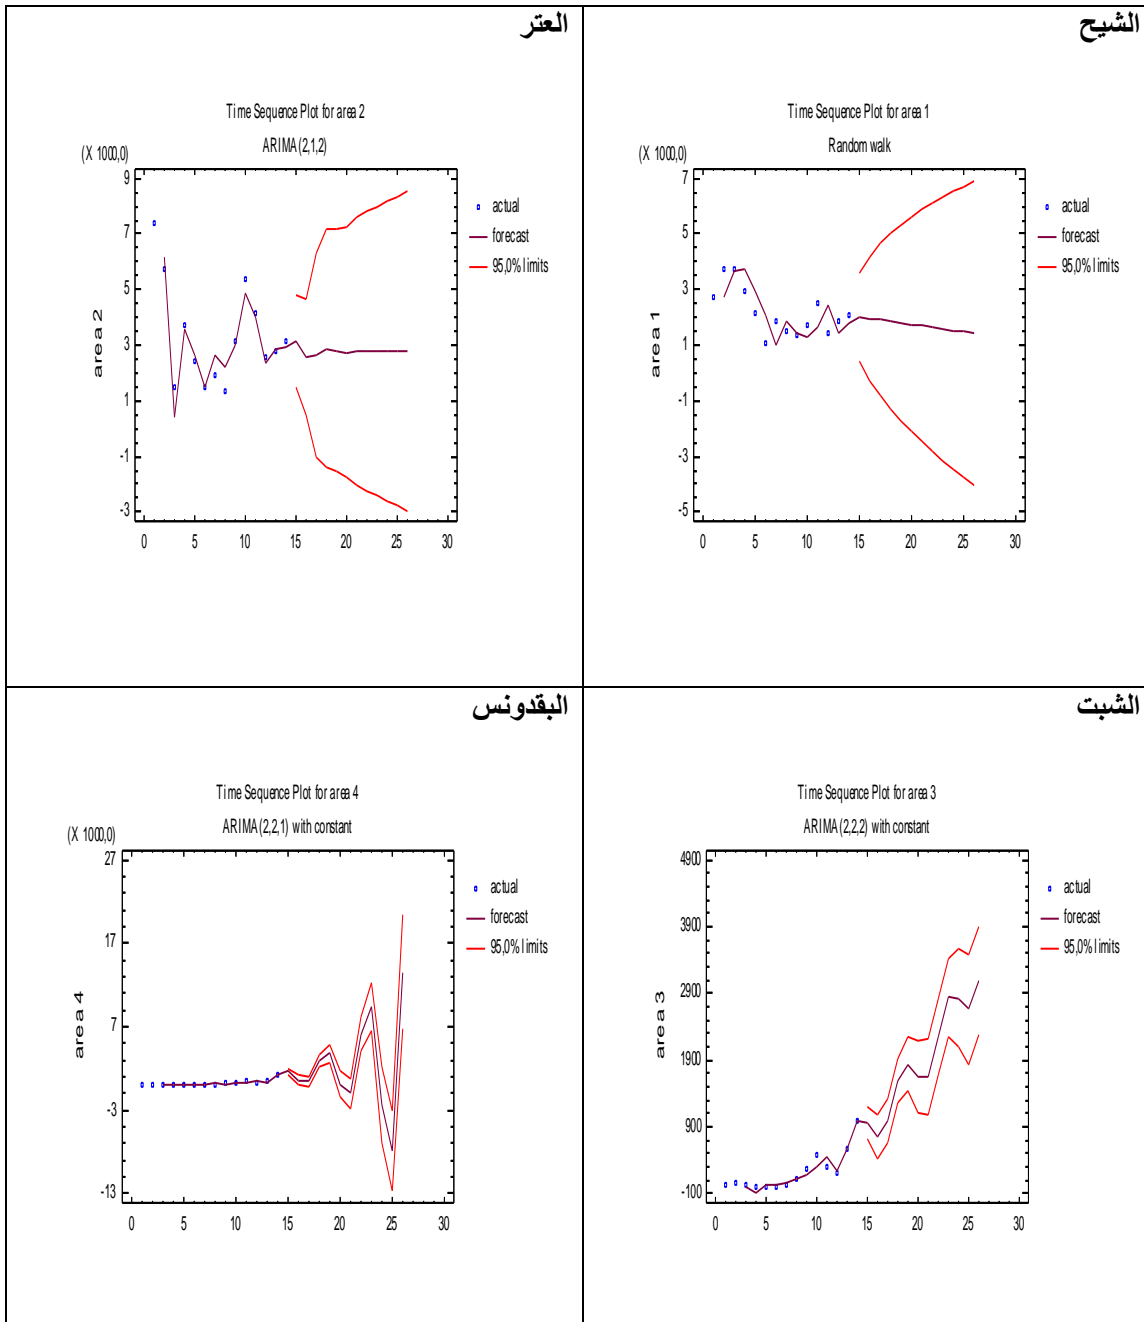 الشيح
Time Sequence Plot for area 1
Random walk
(X 1000,0)
7
5
3
1
-1
-3
-5
area 1
0 5 10 15 20 25 30
actual
forecast
95,0% limits
العتر
Time Sequence Plot for area 2
ARIMA(2,1,2)
(X 1000,0)
9
7
5
3
1
-1
-3
area 2
0 5 10 15 20 25 30
actual
forecast
95,0% limits
الشبت
Time Sequence Plot for area 3
ARIMA(2,2,2) with constant
4900
3900
2900
1900
900
-100
area 3
0 5 10 15 20 25 30
actual
forecast
95,0% limits
البقدونس
Time Sequence Plot for area 4
ARIMA(2,2,1) with constant
(X 1000,0)
27
17
7
-3
-13
area 4
0 5 10 15 20 25 30
actual
forecast
95,0% limits